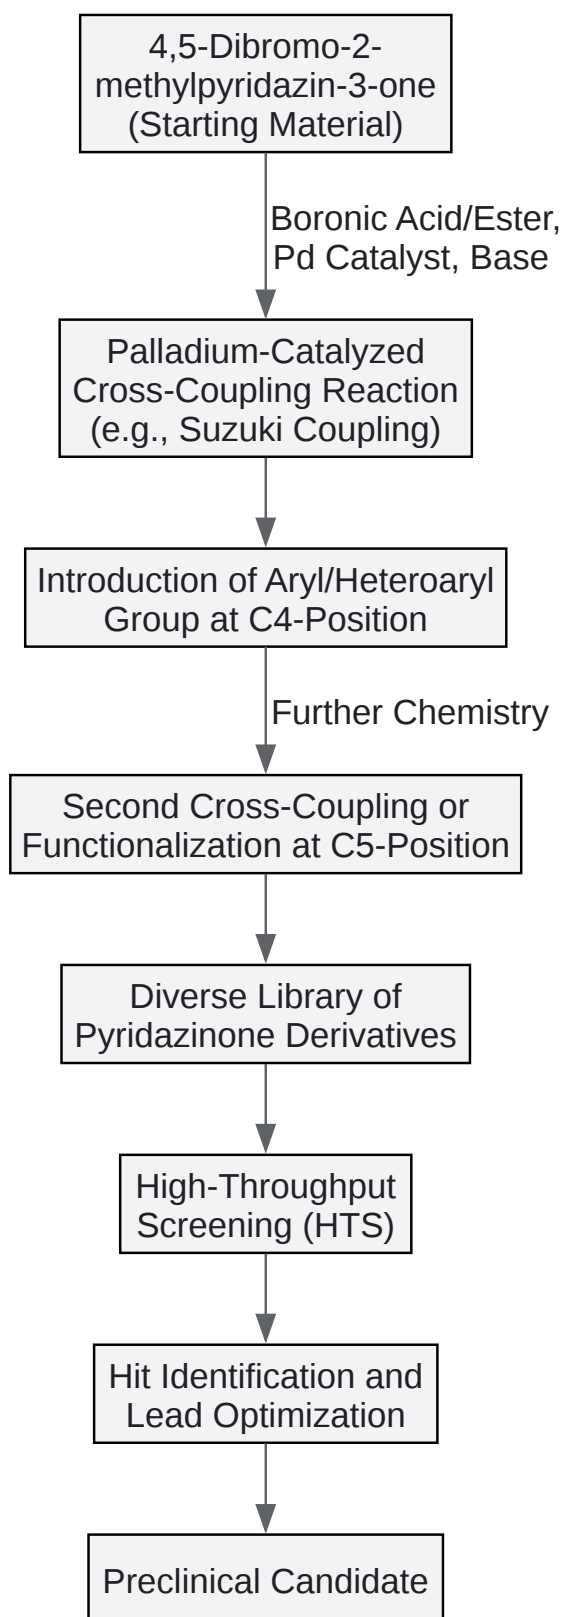 4,5-Dibromo-2-
methylpyridazin-3-one
(Starting Material)
Boronic Acid/Ester,
Pd Catalyst, Base
Palladium-Catalyzed
Cross-Coupling Reaction
(e.g., Suzuki Coupling)
Introduction of Aryl/Heteroaryl
Group at C4-Position
Further Chemistry
Second Cross-Coupling or
Functionalization at C5-Position
Diverse Library of
Pyridazinone Derivatives
High-Throughput
Screening (HTS)
Hit Identification and
Lead Optimization
Preclinical Candidate